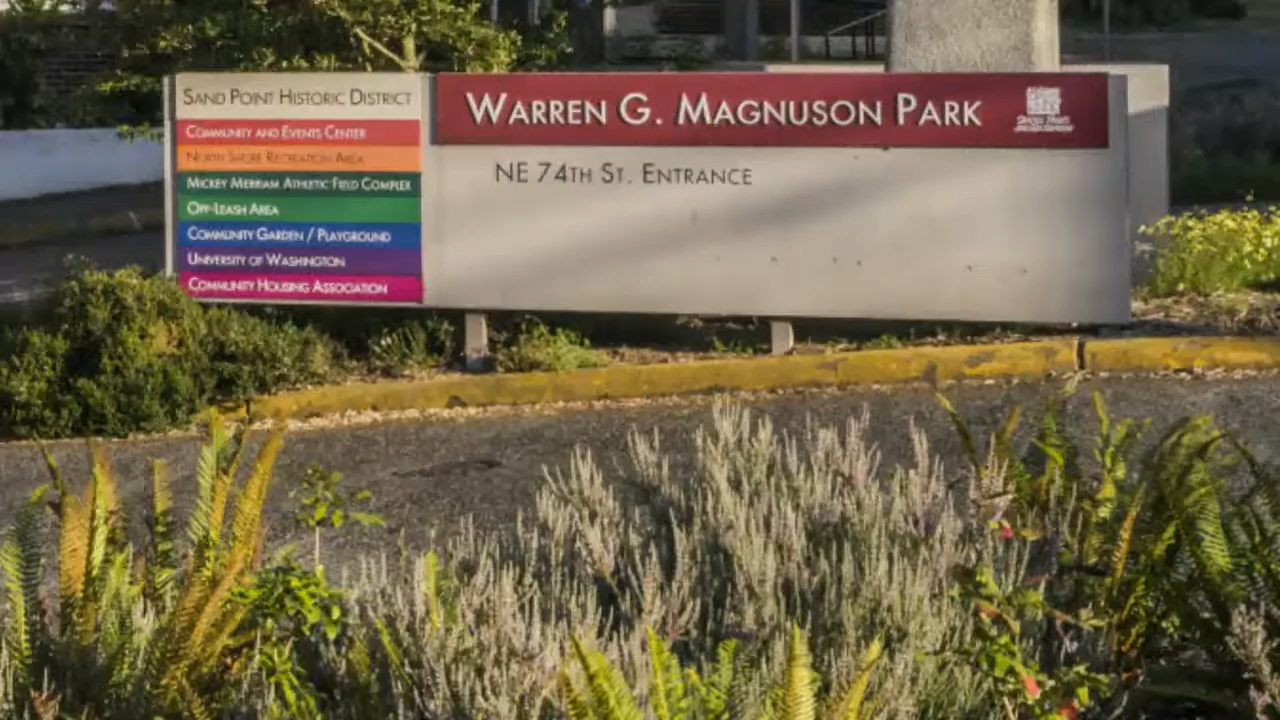 SAND POINT HISTORIC DISTRICT
COMMUNITY AND EVENTS CENTER
NORTH SHORE RECREATION AREA
MICKEY MERRIAM ATHLETIC FIELD COMPLEX
OFF-LEASH AREA
COMMUNITY GARDEN / PLAYGROUND
UNIVERSITY OF WASHINGTON
COMMUNITY HOUSING ASSOCIATION
WARREN G. MAGNUSON PARK
NE 74TH ST. ENTRANCE